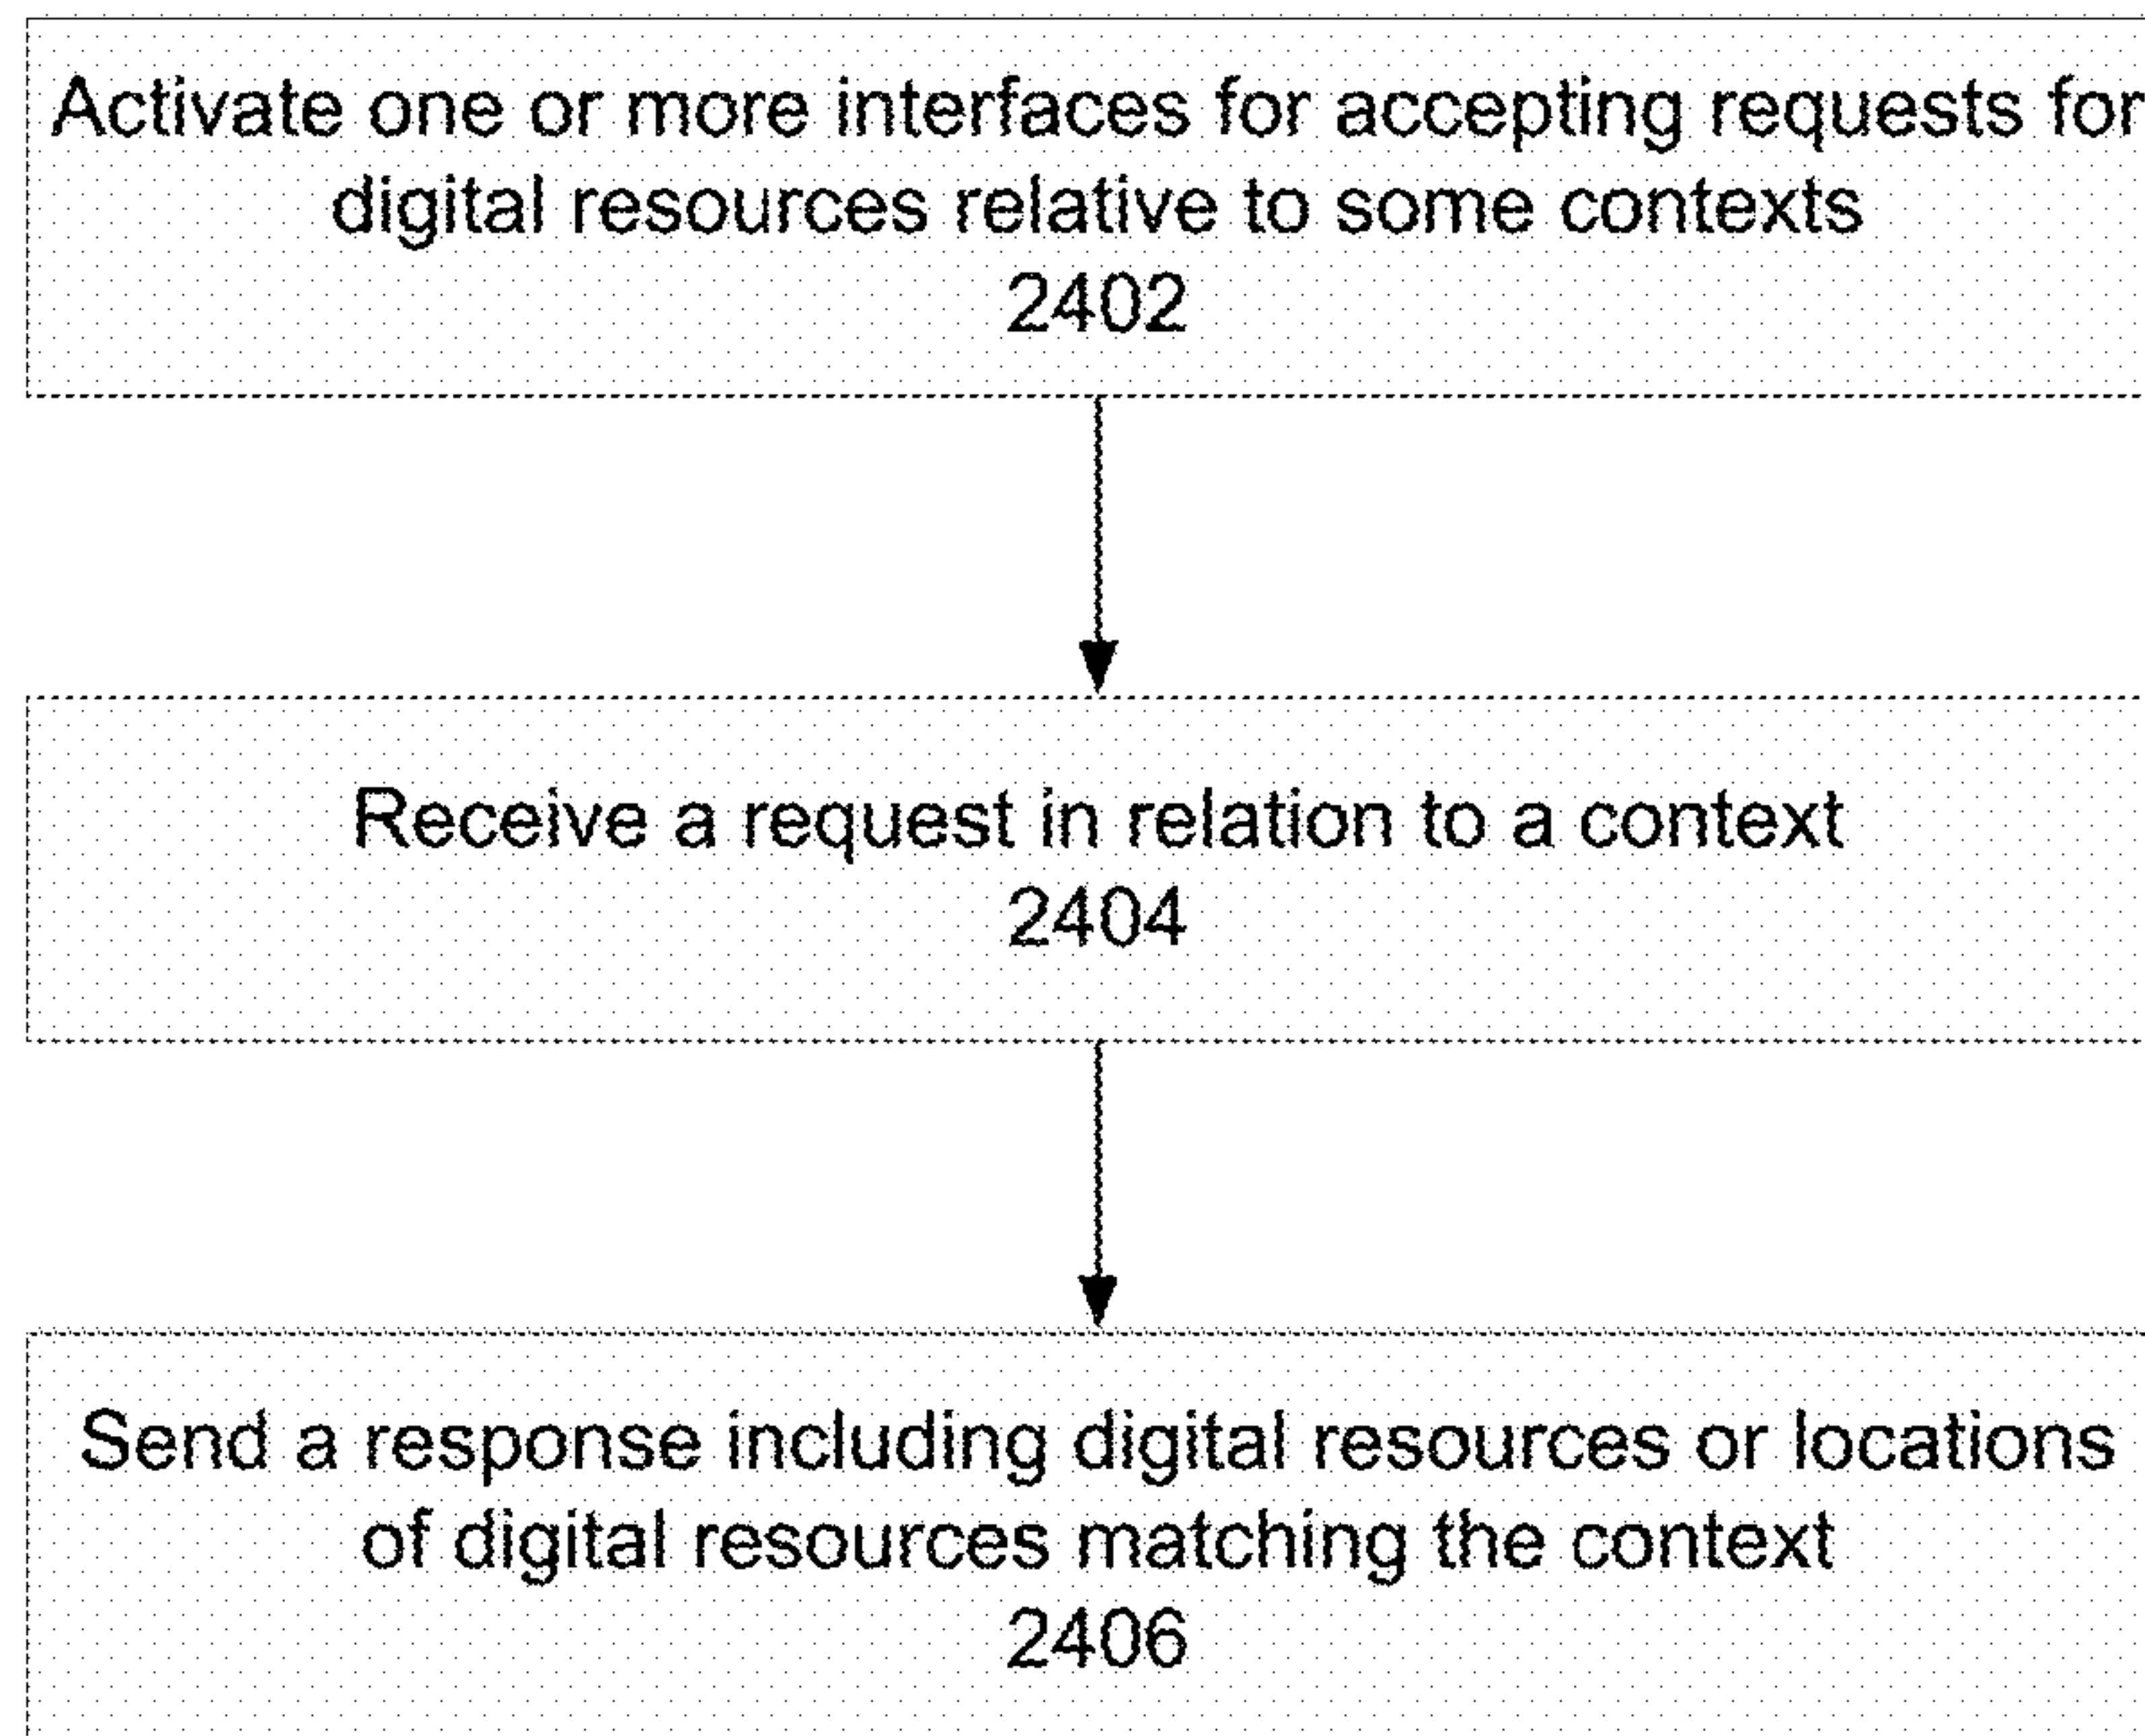 Activate one or more interfaces for accepting requests for
digital resources relative to some contexts
2402
Receive a request in relation to a context
2404
Send a response including digital resources or locations
of digital resources matching the context
2406